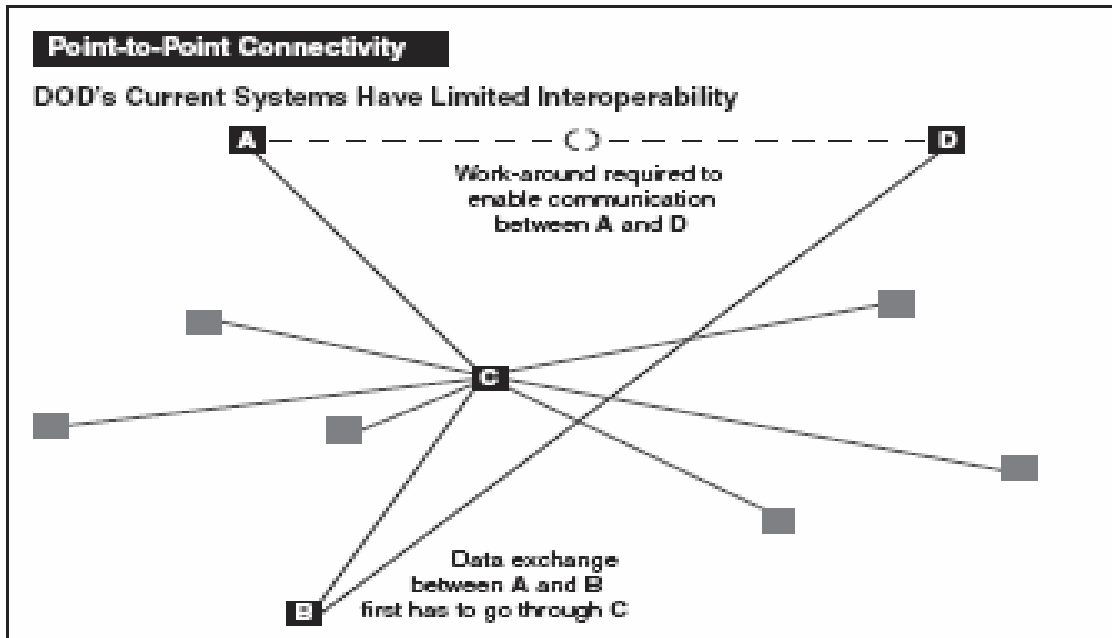 Point-to-Point Connectivity
DOD's Current Systems Have Limited Interoperability
A
D
Work-around required to
enable communication
between A and D
C
Data exchange
between A and B
first has to go through C
B